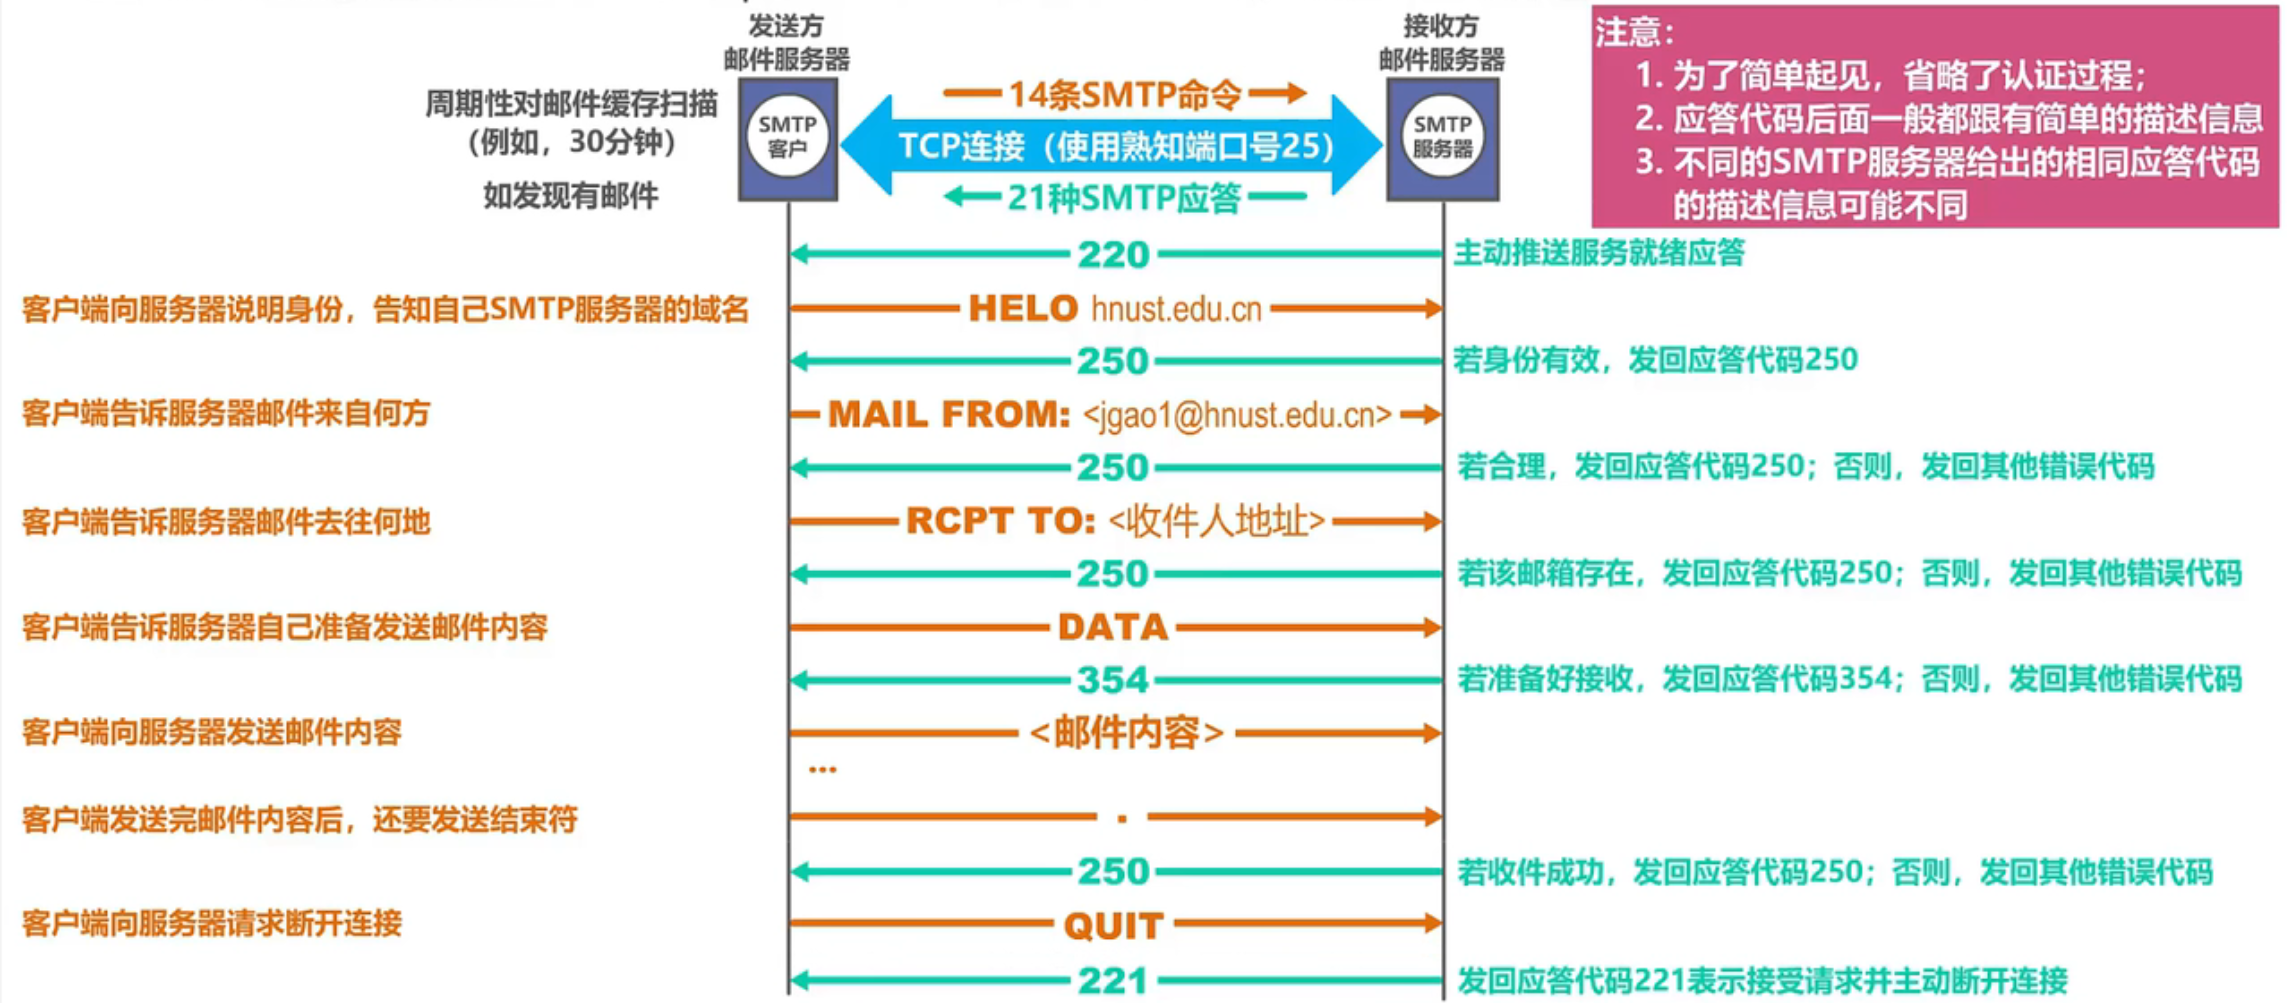 发送方
邮件服务器
接收方
邮件服务器
注意：
1. 为了简单起见，省略了认证过程；
2. 应答代码后面一般都跟有简单的描述信息
3. 不同的SMTP服务器给出的相同应答代码
的描述信息可能不同
周期性对邮件缓存扫描
（例如，30分钟）
如发现有邮件
SMTP
客户
14条SMTP命令
TCP连接（使用熟知端口号25）
21种SMTP应答
SMTP
服务器
220
主动推送服务就绪应答
客户端向服务器说明身份，告知自己SMTP服务器的域名
HELO hnust.edu.cn
250
若身份有效，发回应答代码250
客户端告诉服务器邮件来自何方
MAIL FROM: <jgao1@hnust.edu.cn>
250
若合理，发回应答代码250；否则，发回其他错误代码
客户端告诉服务器邮件去往何地
RCPT TO: <收件人地址>
250
若该邮箱存在，发回应答代码250；否则，发回其他错误代码
客户端告诉服务器自己准备发送邮件内容
DATA
354
若准备好接收，发回应答代码354；否则，发回其他错误代码
客户端向服务器发送邮件内容
<邮件内容>
...
客户端发送完邮件内容后，还要发送结束符
.
250
若收件成功，发回应答代码250；否则，发回其他错误代码
客户端向服务器请求断开连接
QUIT
221
发回应答代码221表示接受请求并主动断开连接